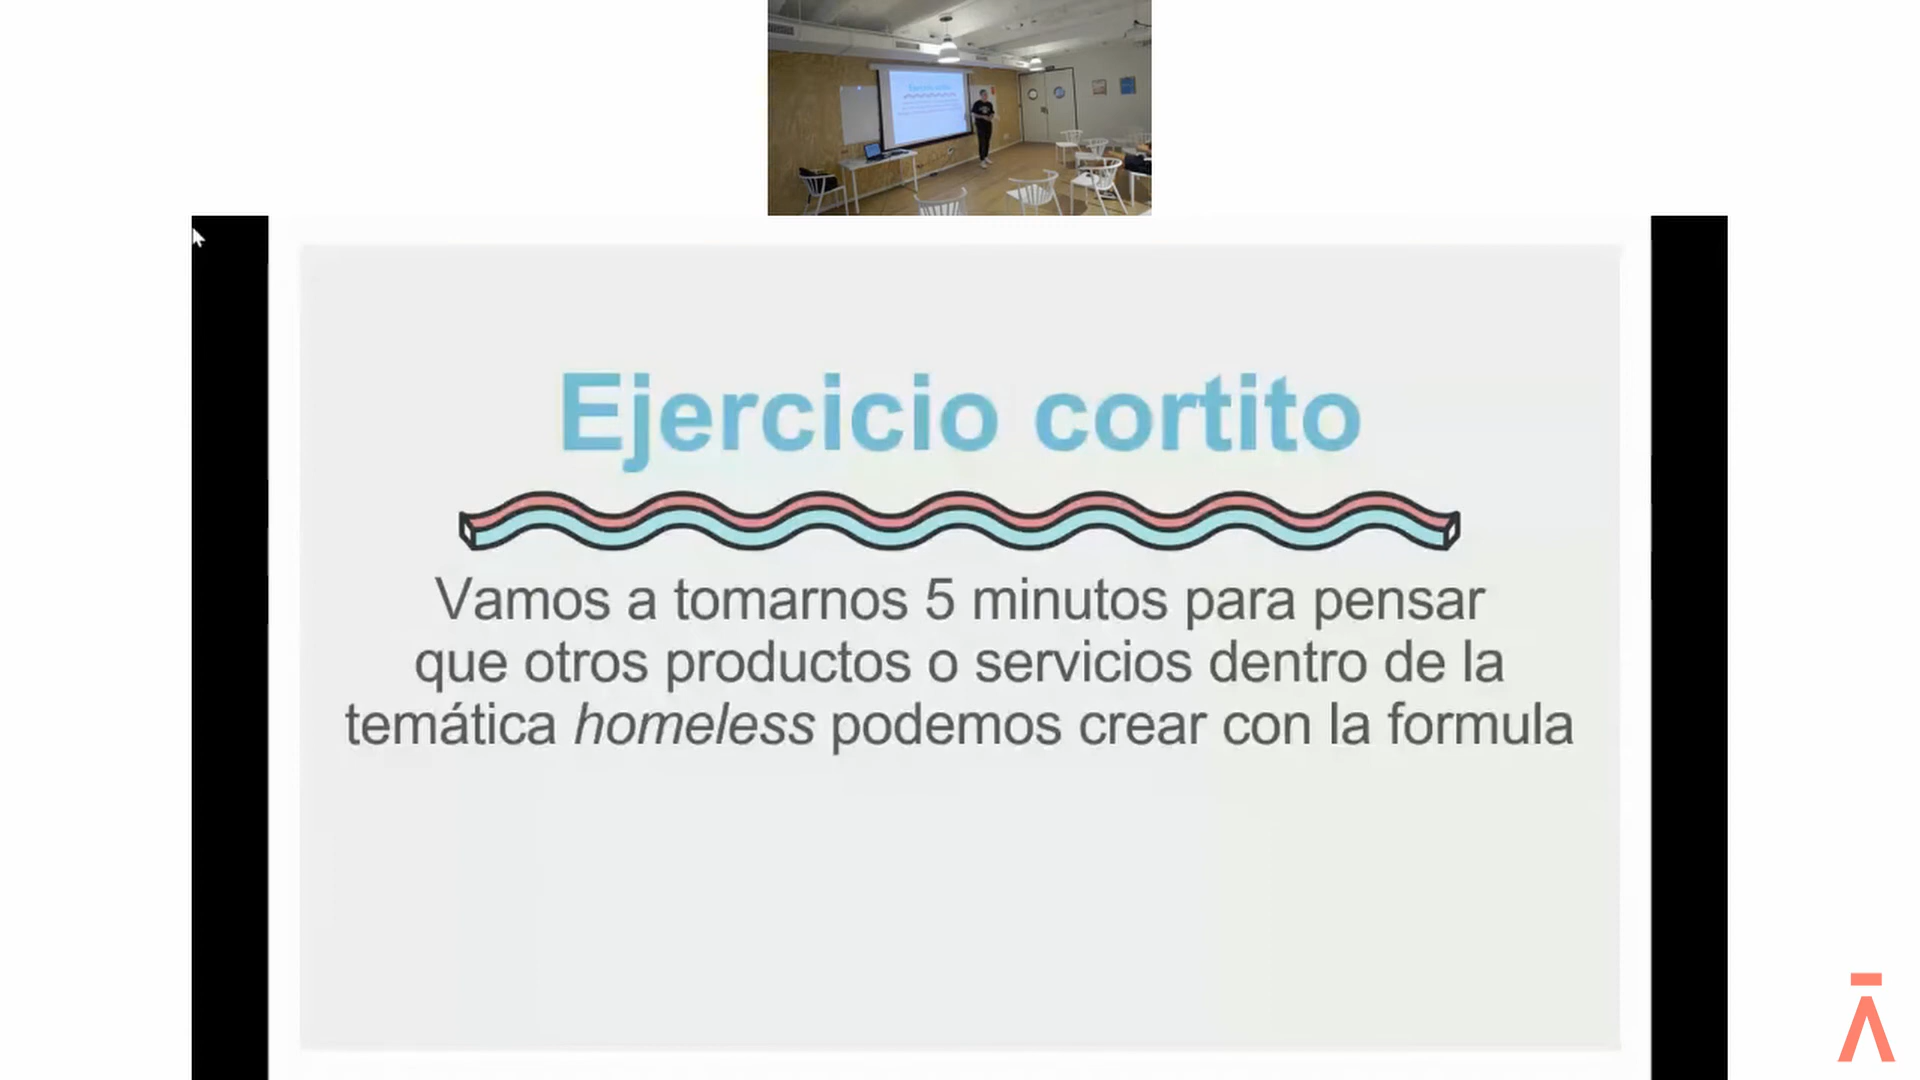 Ejercicio cortito
Vamos a tomarnos 5 minutos para pensar
que otros productos o servicios dentro de la
temática homeless podemos crear con la formula